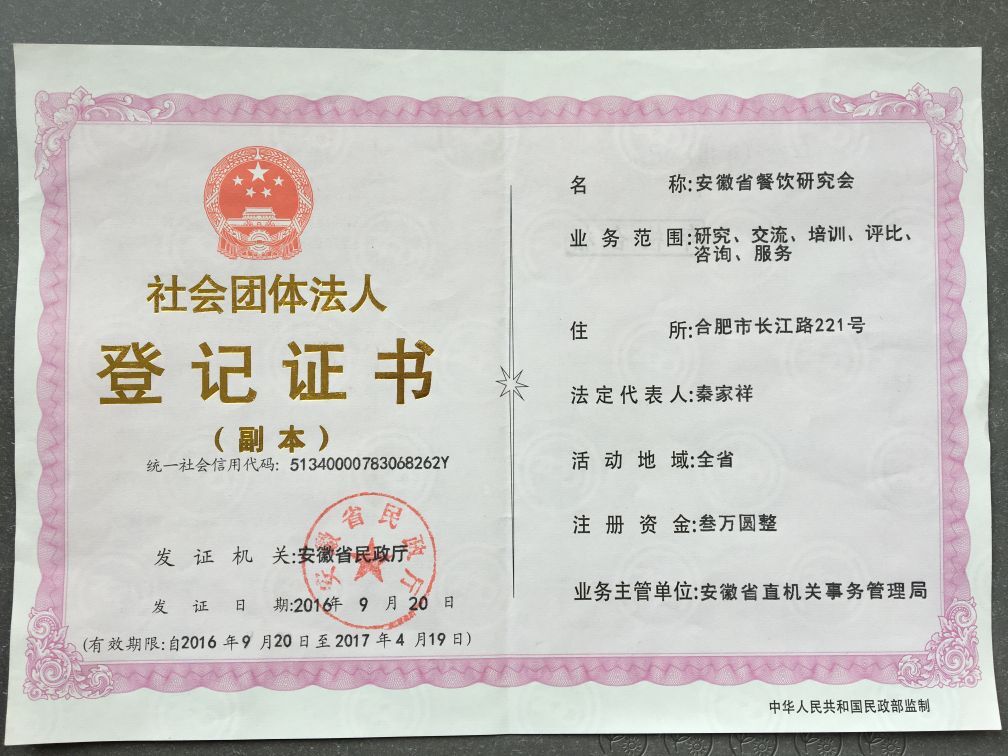 社会团体法人
登记证书
（副本）
统一社会信用代码: 51340000783068262Y
发证机关:安徽省民政厅
安徽省民政厅
发证日期:2016年9月20日
(有效期限:自2016年9月20日至2017年4月19日)
名称:安徽省餐饮研究会
业务范围:研究、交流、培训、评比、
咨询、服务
住所:合肥市长江路221号
法定代表人:秦家祥
活动地域:全省
注册资金:叁万圆整
业务主管单位:安徽省直机关事务管理局
中华人民共和国民政部监制